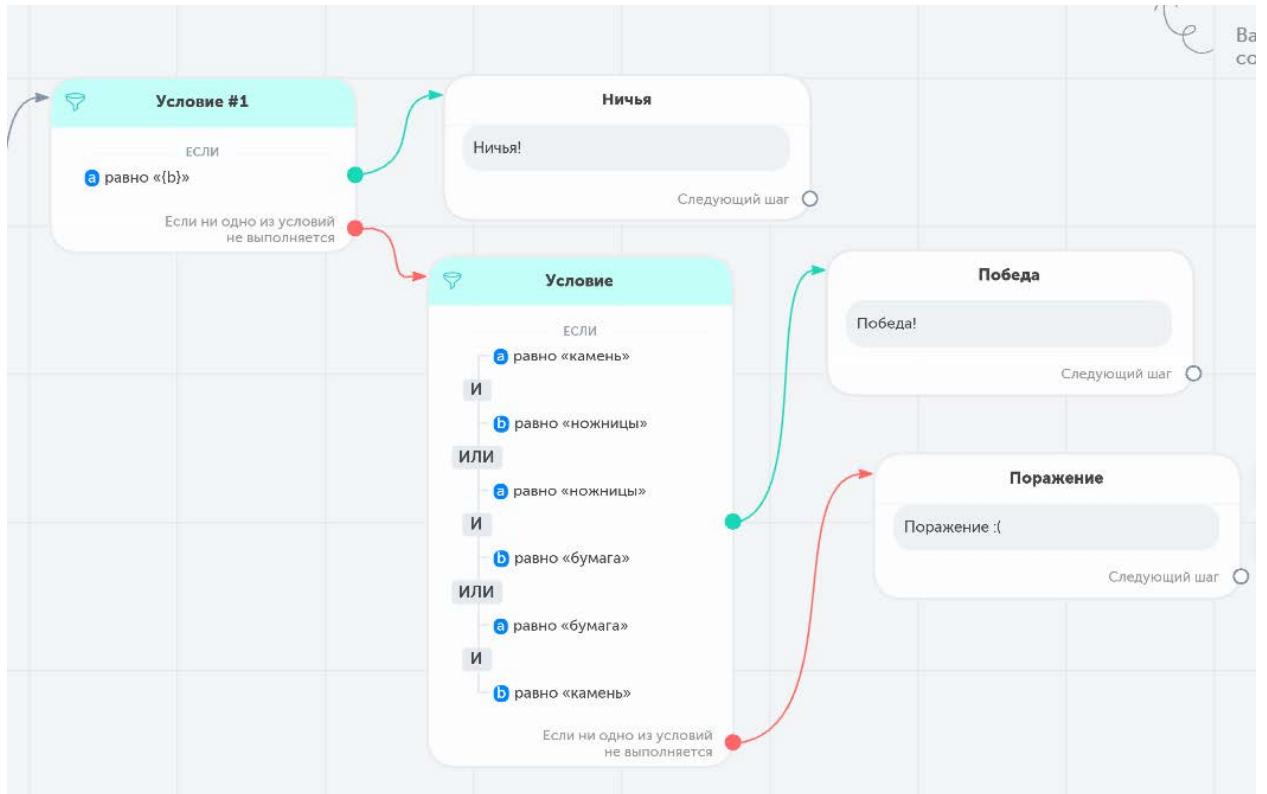 Условие #1
ЕСЛИ
a равно «{b}»
Если ни одно из условий
не выполняется
Ничья
Ничья!
Следующий шаг
Условие
ЕСЛИ
a равно «камень»
И
b равно «ножницы»
ИЛИ
a равно «ножницы»
И
b равно «бумага»
ИЛИ
a равно «бумага»
И
b равно «камень»
Если ни одно из условий
не выполняется
Победа
Победа!
Следующий шаг
Поражение
Поражение :(
Следующий шаг